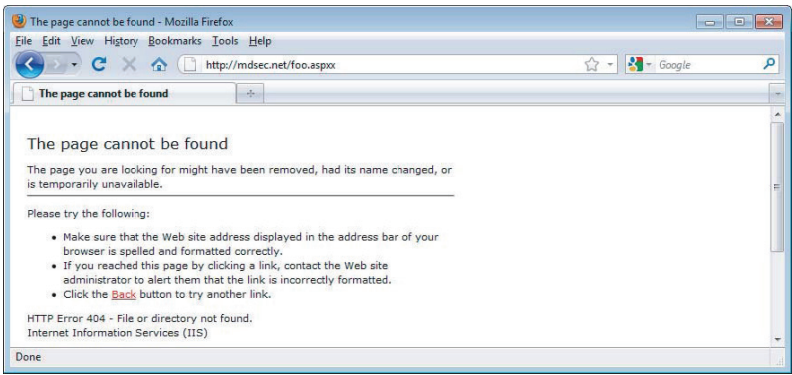 The page cannot be found - Mozilla Firefox
File Edit View History Bookmarks Tools Help
http://mdsec.net/foo.aspxx
Google
The page cannot be found
The page cannot be found
The page you are looking for might have been removed, had its name changed, or
is temporarily unavailable.
Please try the following:
• Make sure that the Web site address displayed in the address bar of your
browser is spelled and formatted correctly.
• If you reached this page by clicking a link, contact the Web site
administrator to alert them that the link is incorrectly formatted.
• Click the Back button to try another link.
HTTP Error 404 - File or directory not found.
Internet Information Services (IIS)
Done